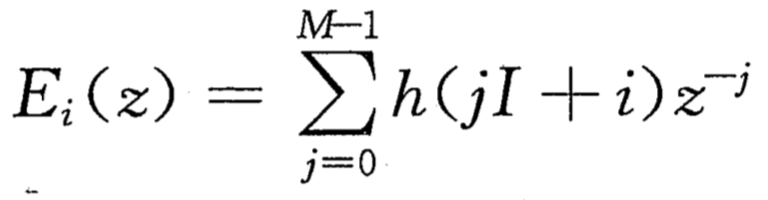 $E_i(z) = \sum_{j=0}^{M-1} h(jI + i) z^{-j}$